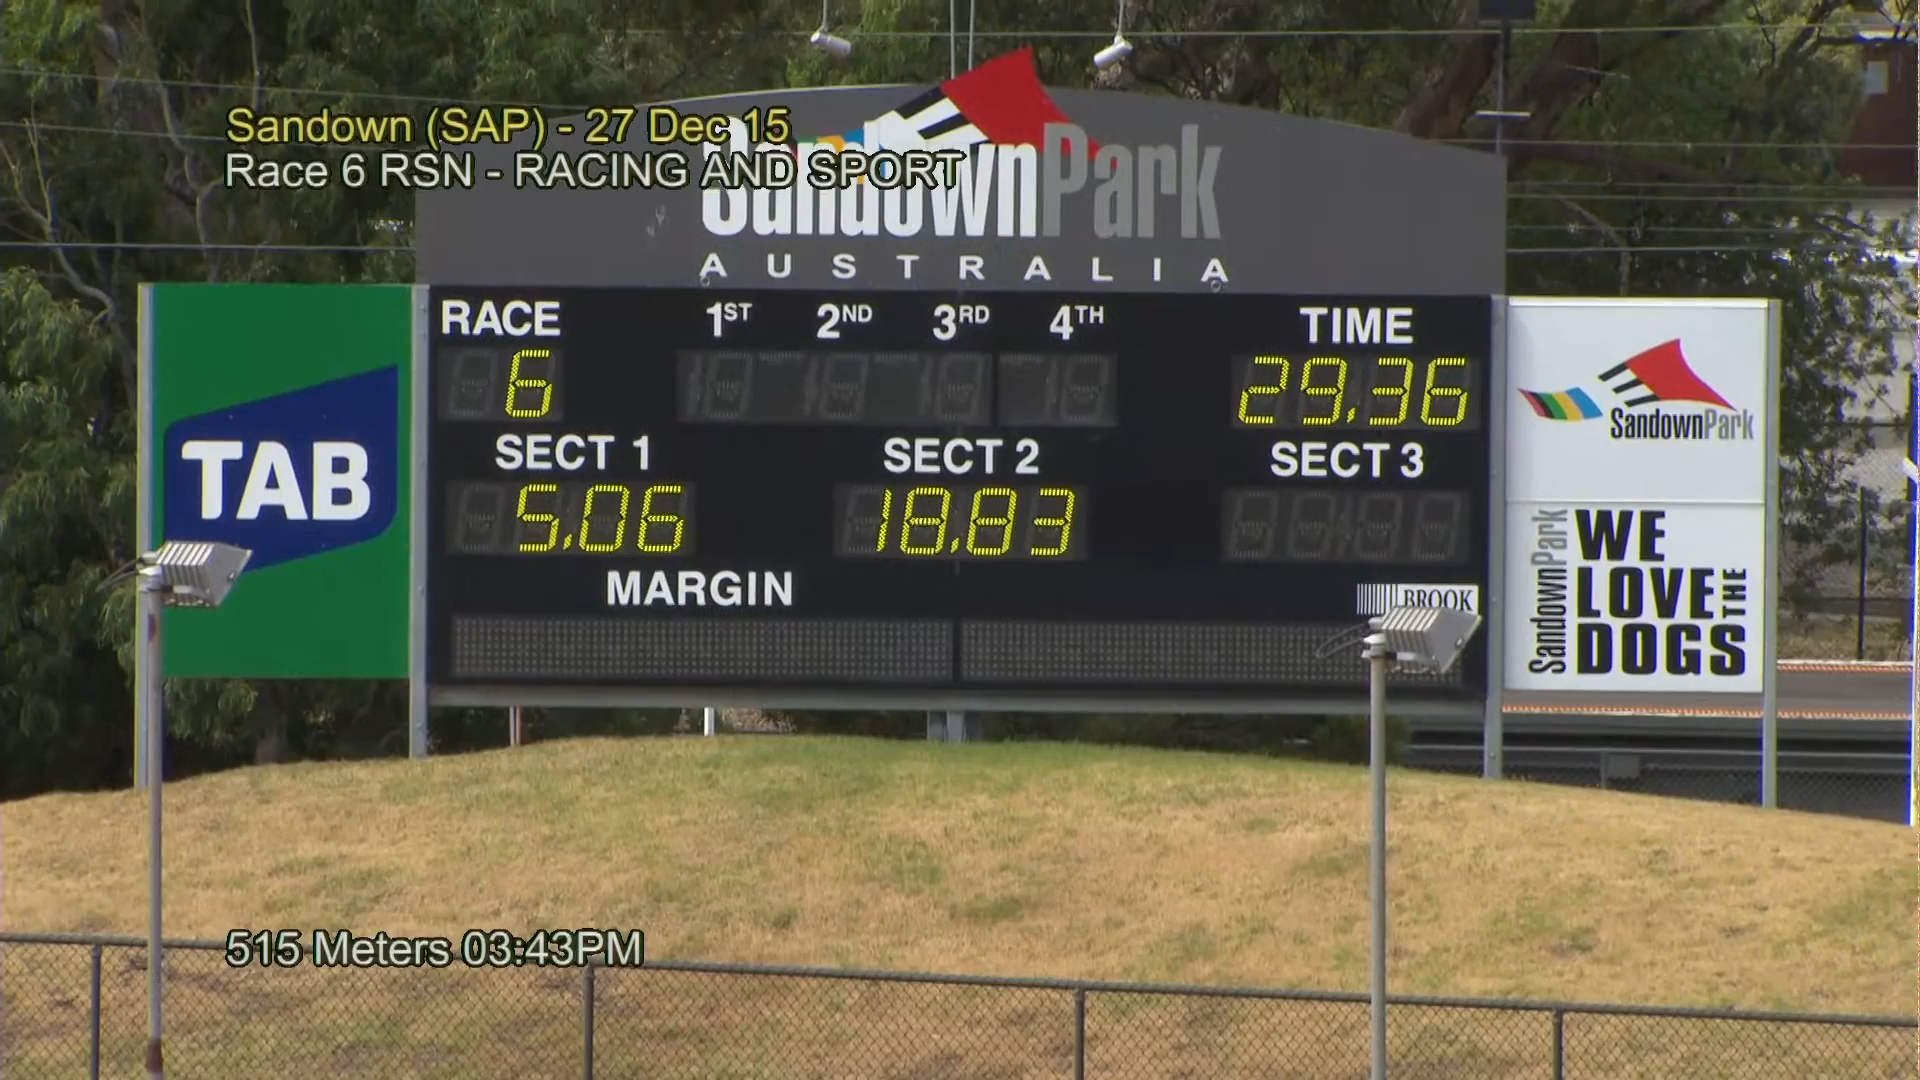 Sandown (SAP) - 27 Dec 15
Race 6 RSN - RACING AND SPORT
SandownPark
AUSTRALIA
RACE 1ST 2ND 3RD 4TH TIME
6 29.36
SECT 1 SECT 2 SECT 3
5.06 18.83
MARGIN
BROOK
TAB
SandownPark
SandownPark
WE
LOVE THE
DOGS
515 Meters 03:43PM